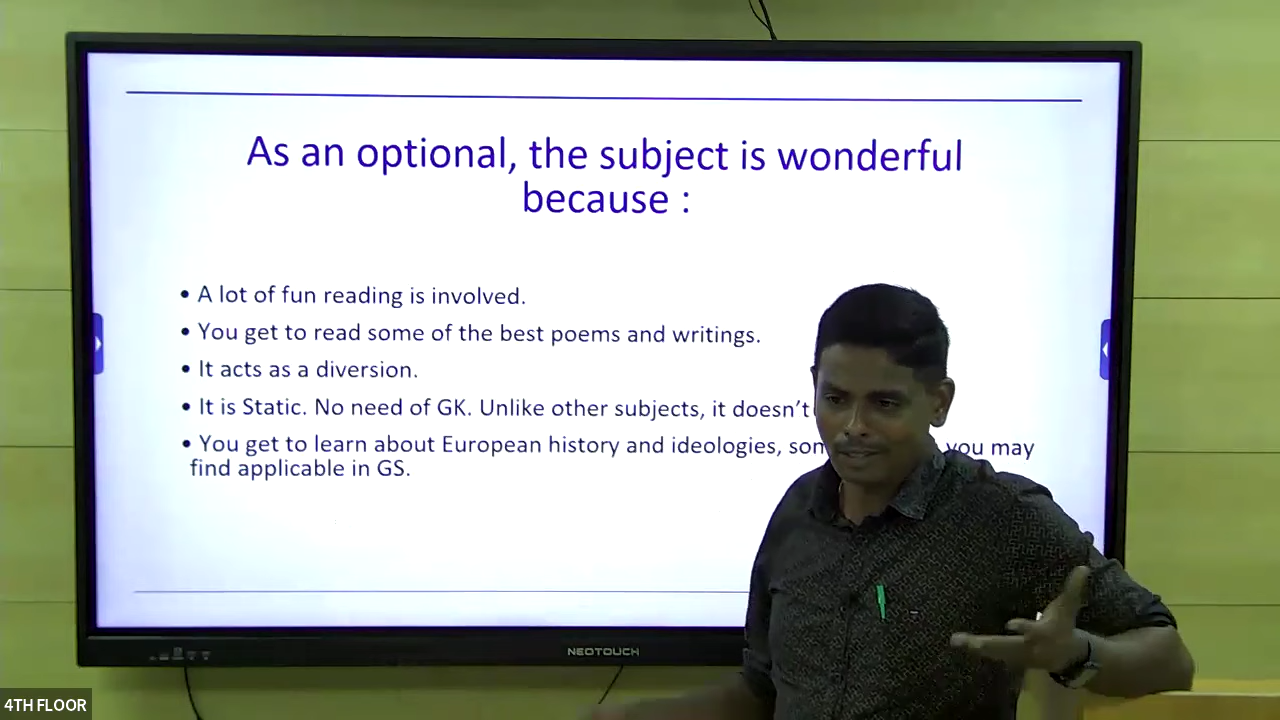 As an optional, the subject is wonderful
because :
• A lot of fun reading is involved.
• You get to read some of the best poems and writings.
• It acts as a diversion.
• It is Static. No need of GK. Unlike other subjects, it doesn't
• You get to learn about European history and ideologies, you may
find applicable in GS.
NEOTOUCH
4TH FLOOR